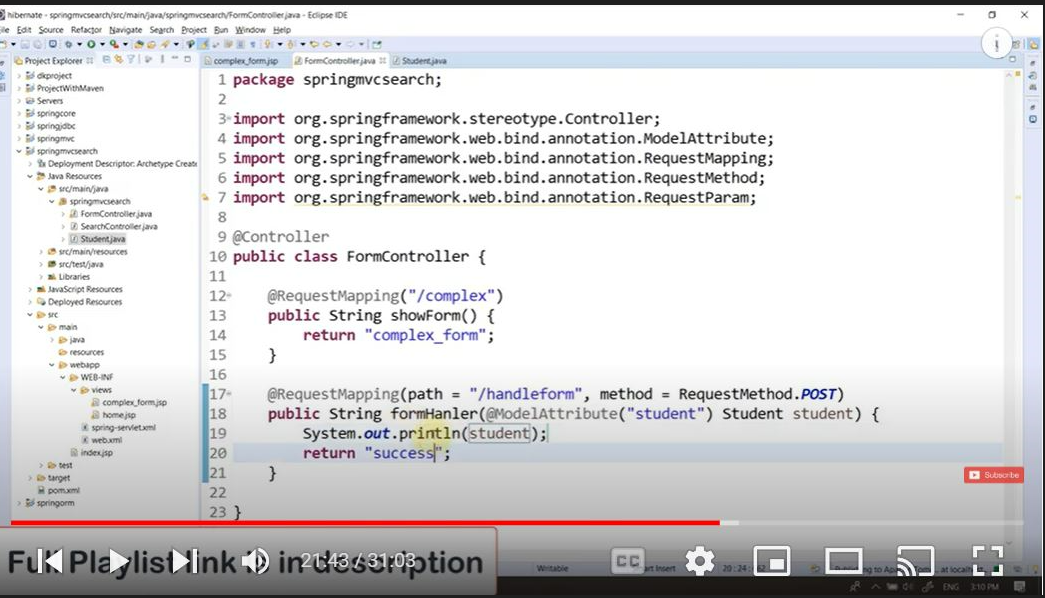 hibernate - springmvcsearch/src/main/java/springmvcsearch/FormController.java - Eclipse IDE
ile Edit Source Refactor Navigate Search Project Run Window Help
Project Explorer
complex_form.jsp FormController.java Student.java
dkproject
ProjectWithMaven
Servers
springcore
springjdbc
springmvc
springmvcsearch
Deployment Descriptor: Archetype Create
Java Resources
src/main/java
springmvcsearch
FormController.java
SearchController.java
Student.java
src/main/resources
src/test/java
Libraries
JavaScript Resources
Deployed Resources
src
main
java
resources
webapp
WEB-INF
views
complex_form.jsp
home.jsp
spring-servlet.xml
web.xml
index.jsp
test
target
pom.xml
springorm
1 package springmvcsearch;
2
3 import org.springframework.stereotype.Controller;
4 import org.springframework.web.bind.annotation.ModelAttribute;
5 import org.springframework.web.bind.annotation.RequestMapping;
6 import org.springframework.web.bind.annotation.RequestMethod;
7 import org.springframework.web.bind.annotation.RequestParam;
8
9 @Controller
10 public class FormController {
11
12 @RequestMapping("/complex")
13 public String showForm() {
14 return "complex_form";
15 }
16
17 @RequestMapping(path = "/handleform", method = RequestMethod.POST)
18 public String formHanler(@ModelAttribute("student") Student student) {
19 System.out.println(student);
20 return "success";
21 }
22
23 }
Subscribe
Full Playlist link is in description
21:43 / 31:03
CC
Writable
art Insert
20 : 24 :
ENG 3:10 PM